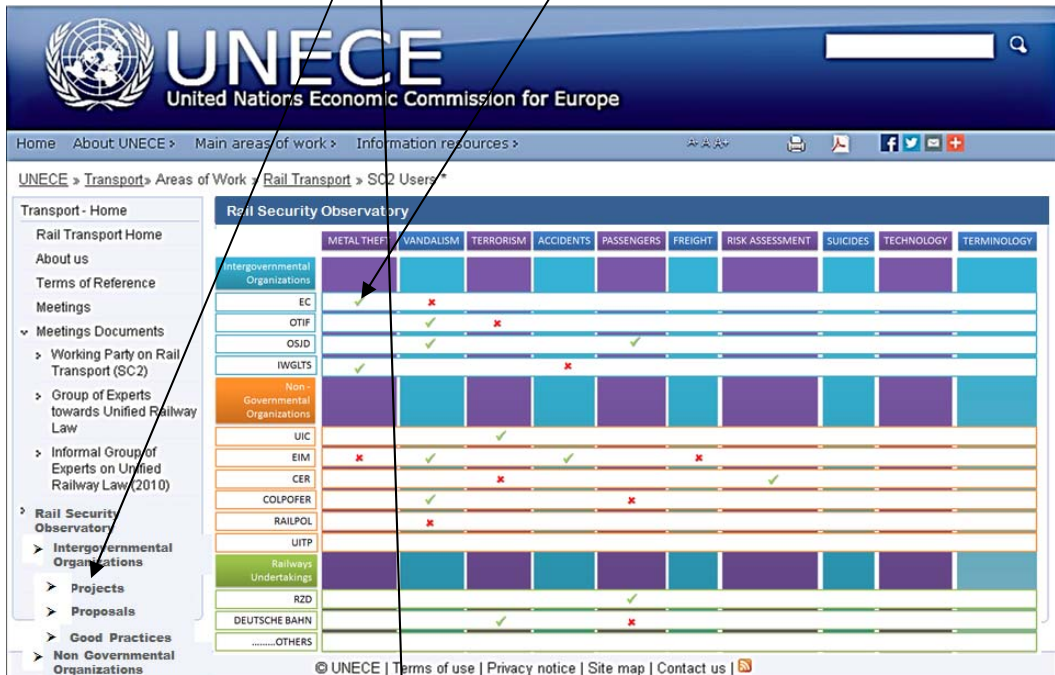 UNECE
United Nations Economic Commission for Europe
Home About UNECE > Main areas of work > Information resources > A- A A+
UNECE » Transport» Areas of Work » Rail Transport » SC2 Users *
Transport - Home
Rail Transport Home
About us
Terms of Reference
Meetings
Meetings Documents
Working Party on Rail
Transport (SC2)
Group of Experts
towards Unified Railway
Law
Informal Group of
Experts on Unified
Railway Law (2010)
Rail Security
Observatory
Intergovernmental
Organizations
Projects
Proposals
Good Practices
Non Governmental
Organizations
Rail Security Observatory
METAL THEFT VANDALISM TERRORISM ACCIDENTS PASSENGERS FREIGHT RISK ASSESSMENT SUICIDES TECHNOLOGY TERMINOLOGY
Intergovernmental
Organizations
EC ✓ ✗
OTIF ✓ ✗
OSJD ✓ ✓
IWGLTS ✓ ✗
Non -
Governmental
Organizations
UIC ✓
EIM ✗ ✓ ✓ ✗
CER ✗ ✓
COLPOFER ✓ ✗
RAILPOL ✗
UITP
Railways
Undertakings
RZD ✓
DEUTSCHE BAHN ✓ ✗
.........OTHERS
© UNECE | Terms of use | Privacy notice | Site map | Contact us |